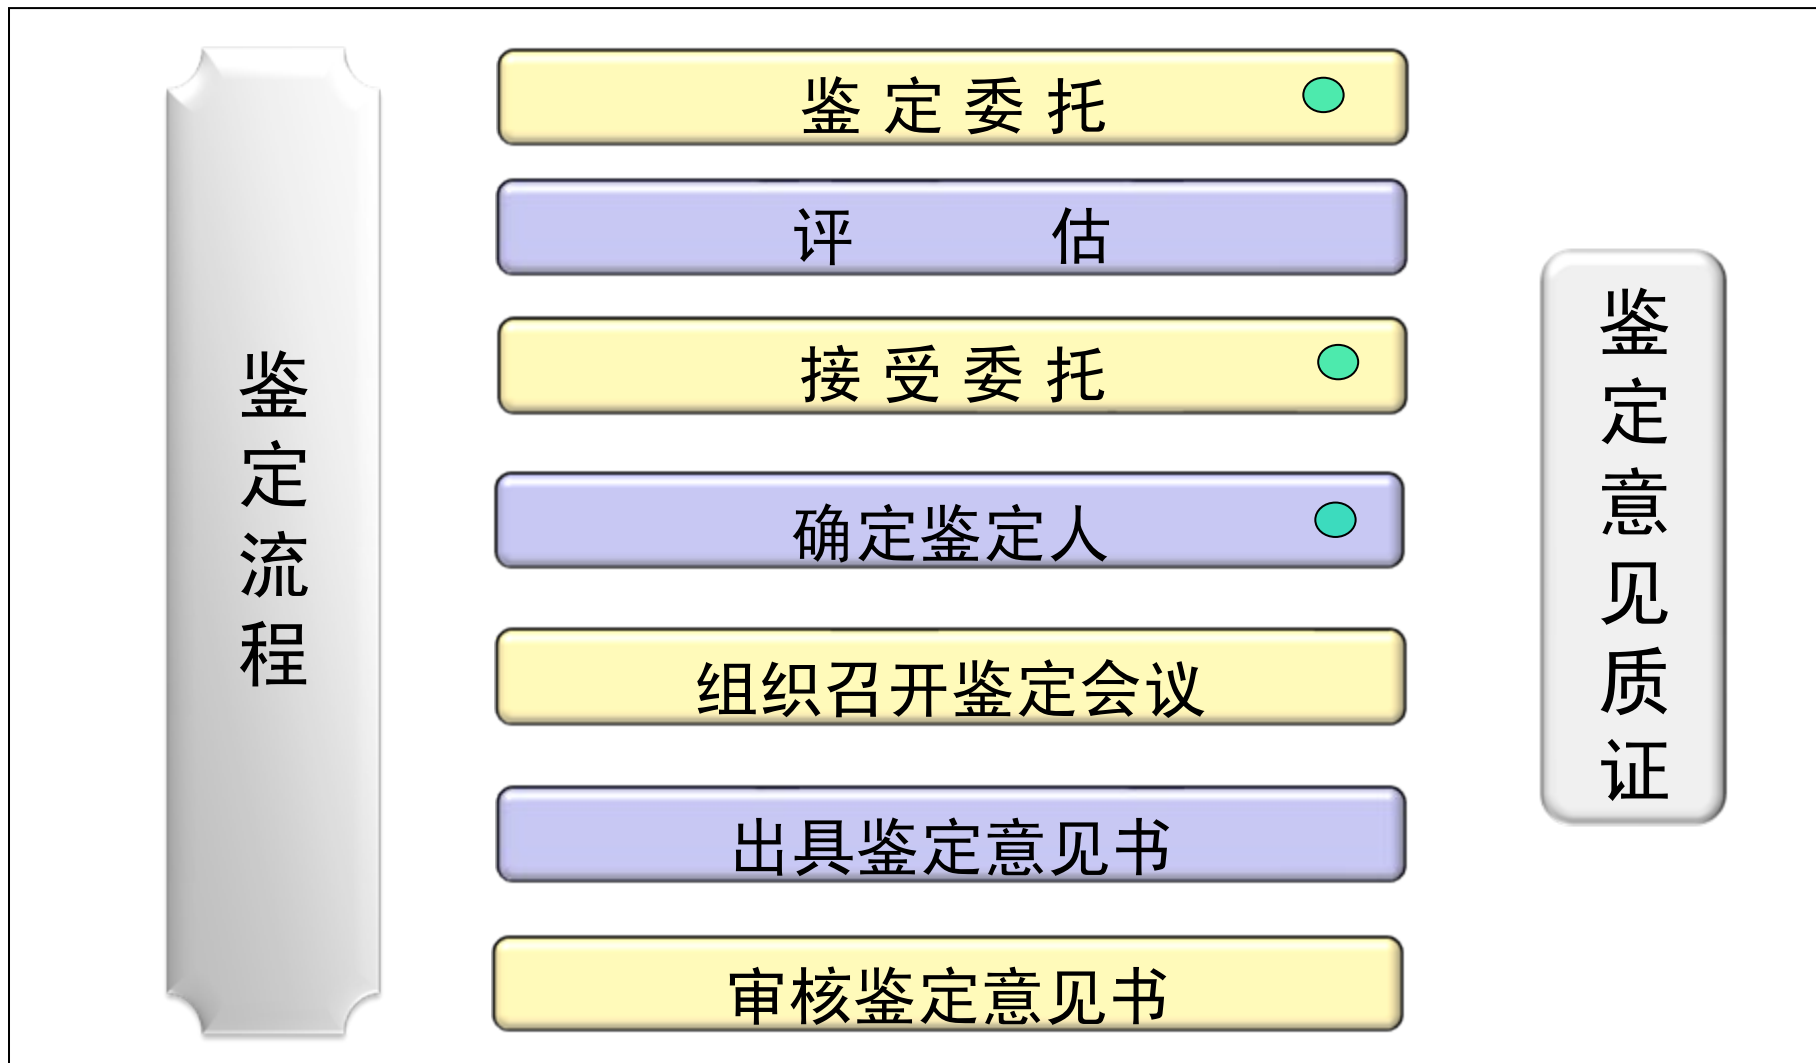 鉴定流程
鉴定委托
评估
接受委托
确定鉴定人
组织召开鉴定会议
出具鉴定意见书
审核鉴定意见书
鉴定意见质证